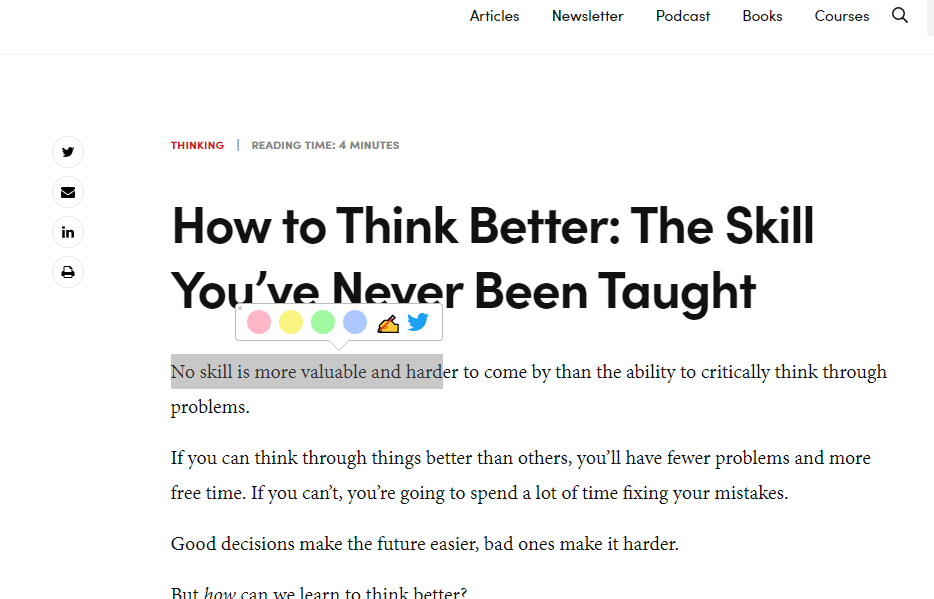 Articles Newsletter Podcast Books Courses
THINKING | READING TIME: 4 MINUTES
How to Think Better: The Skill
You’ve Never Been Taught
No skill is more valuable and harder to come by than the ability to critically think through
problems.
If you can think through things better than others, you’ll have fewer problems and more
free time. If you can’t, you’re going to spend a lot of time fixing your mistakes.
Good decisions make the future easier, bad ones make it harder.
But how can we learn to think better?